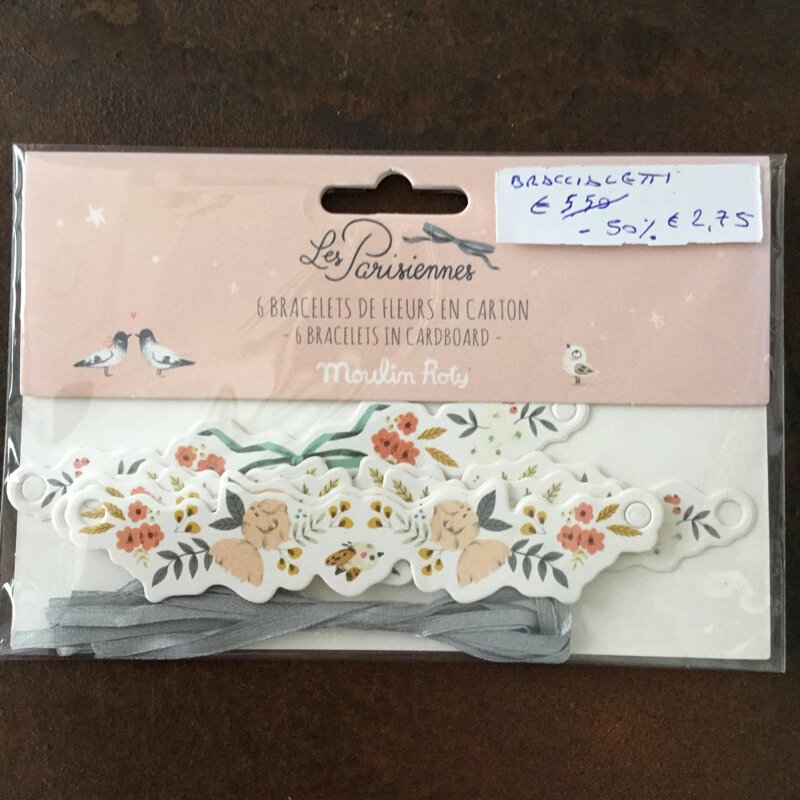 BRACCIALETTI
€ 5,50
- 50% € 2,75
Les Parisiennes
6 BRACELETS DE FLEURS EN CARTON
- 6 BRACELETS IN CARDBOARD -
Moulin Roty